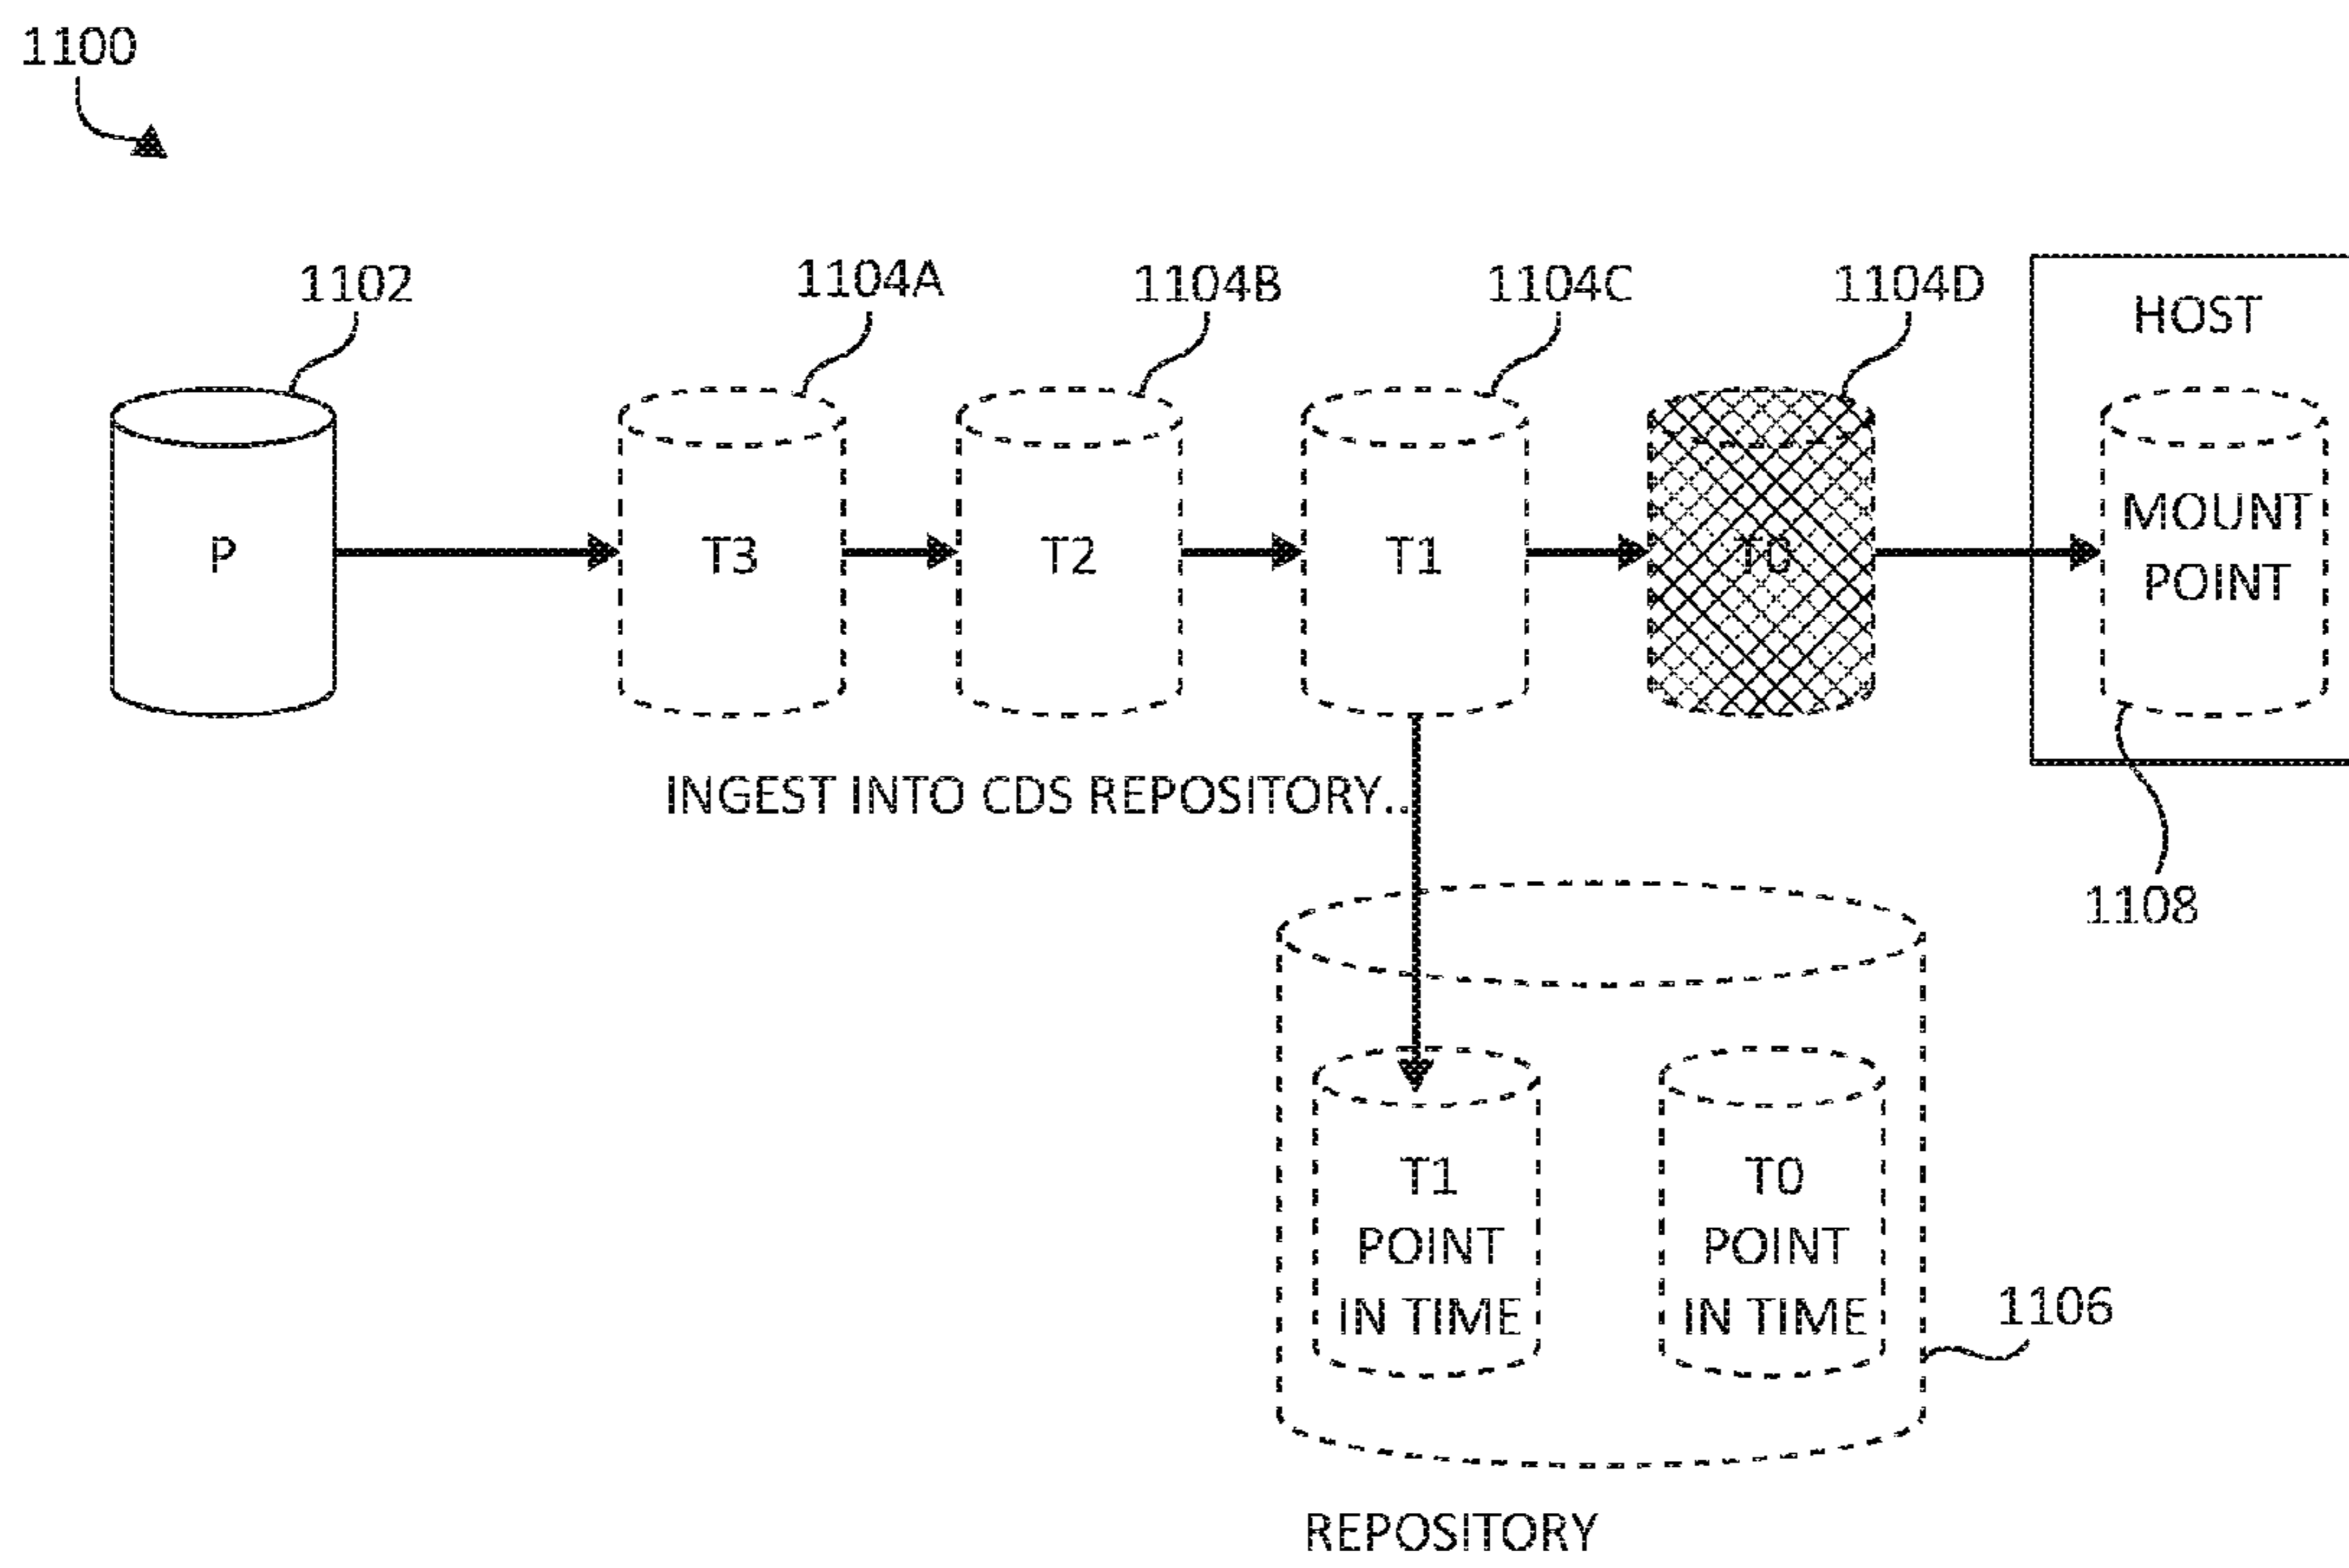 1100
1102
1104A
1104B
1104C
1104D
HOST
P
T3
T2
T1
T0
MOUNT
POINT
INGEST INTO CDS REPOSITORY..
1108
T1
POINT
IN TIME
T0
POINT
IN TIME
1106
REPOSITORY